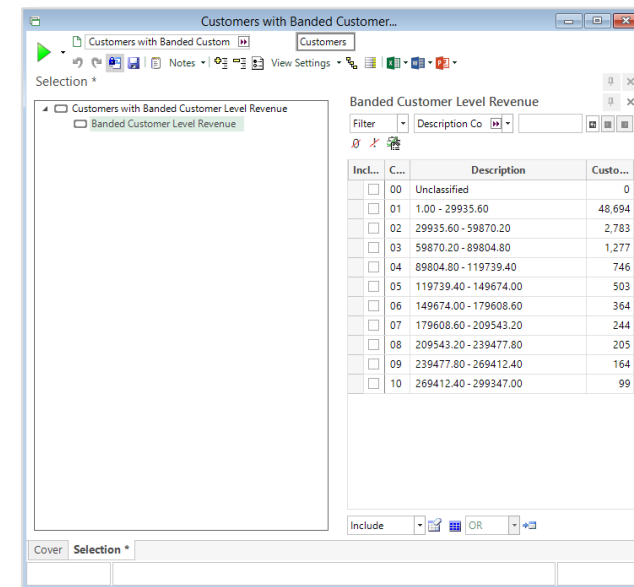 Customers with Banded Customer...
Customers with Banded Custom
Customers
Notes
View Settings
Selection *
Customers with Banded Customer Level Revenue
Banded Customer Level Revenue
Banded Customer Level Revenue
Filter
Description Co
Incl... C... Description Custo...
00 Unclassified 0
01 1.00 - 29935.60 48,694
02 29935.60 - 59870.20 2,783
03 59870.20 - 89804.80 1,277
04 89804.80 - 119739.40 746
05 119739.40 - 149674.00 503
06 149674.00 - 179608.60 364
07 179608.60 - 209543.20 244
08 209543.20 - 239477.80 205
09 239477.80 - 269412.40 164
10 269412.40 - 299347.00 99
Include
OR
Cover Selection *